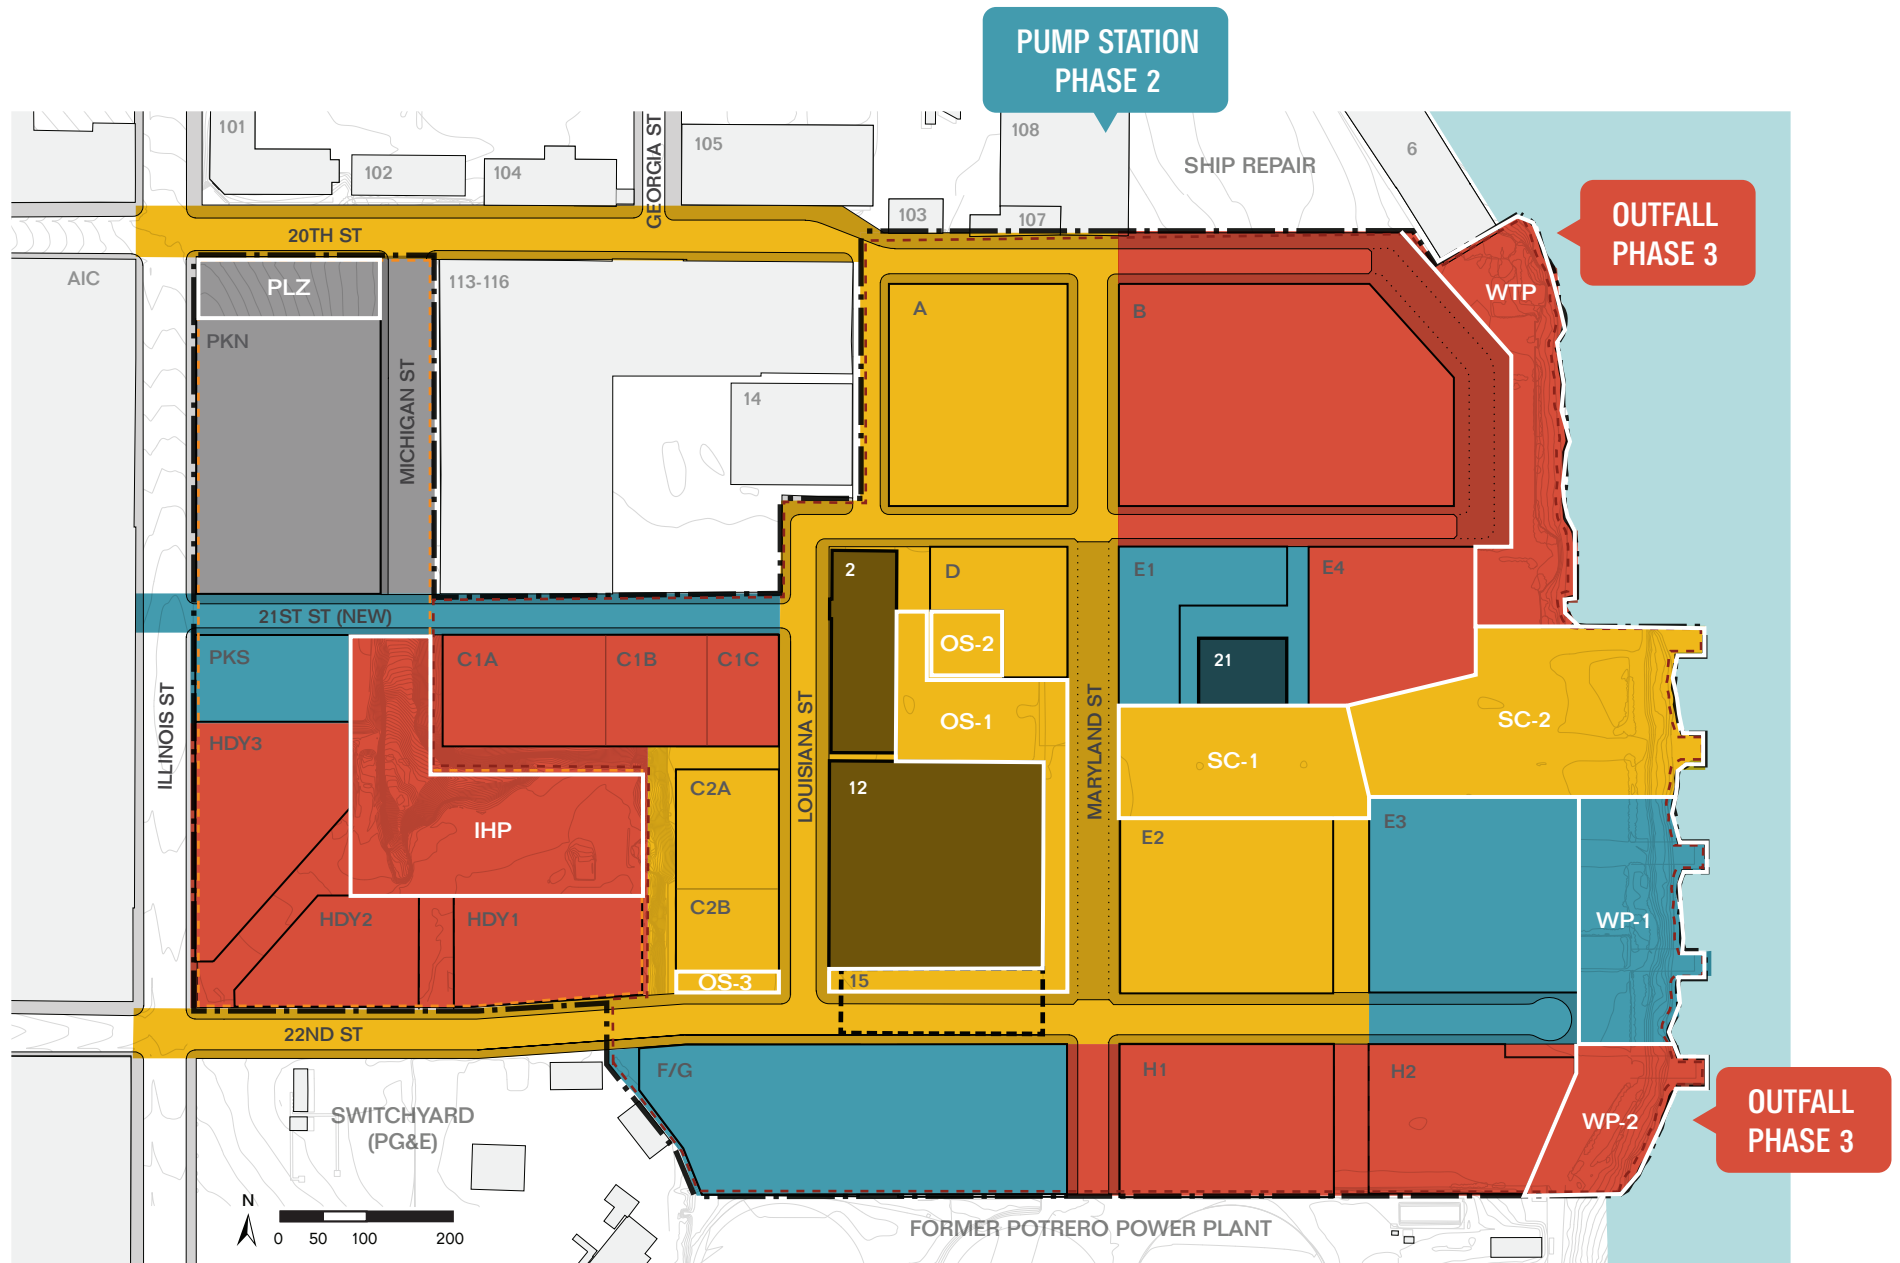 PUMP STATION
PHASE 2
101
102
104
GEORGIA ST
105
108
SHIP REPAIR
6
103
107
OUTFALL
PHASE 3
20TH ST
AIC
PLZ
113-116
WTP
PKN
MICHIGAN ST
A
B
14
2
D
E1
E4
21ST ST (NEW)
PKS
C1A
C1B
C1C
OS-2
21
ILLINOIS ST
HDY3
LOUISIANA ST
OS-1
MARYLAND ST
SC-1
SC-2
C2A
12
IHP
E2
E3
HDY2
HDY1
C2B
WP-1
OS-3
15
22ND ST
F/G
H1
H2
OUTFALL
PHASE 3
WP-2
SWITCHYARD
(PG&E)
N
0 50 100 200
FORMER POTRERO POWER PLANT